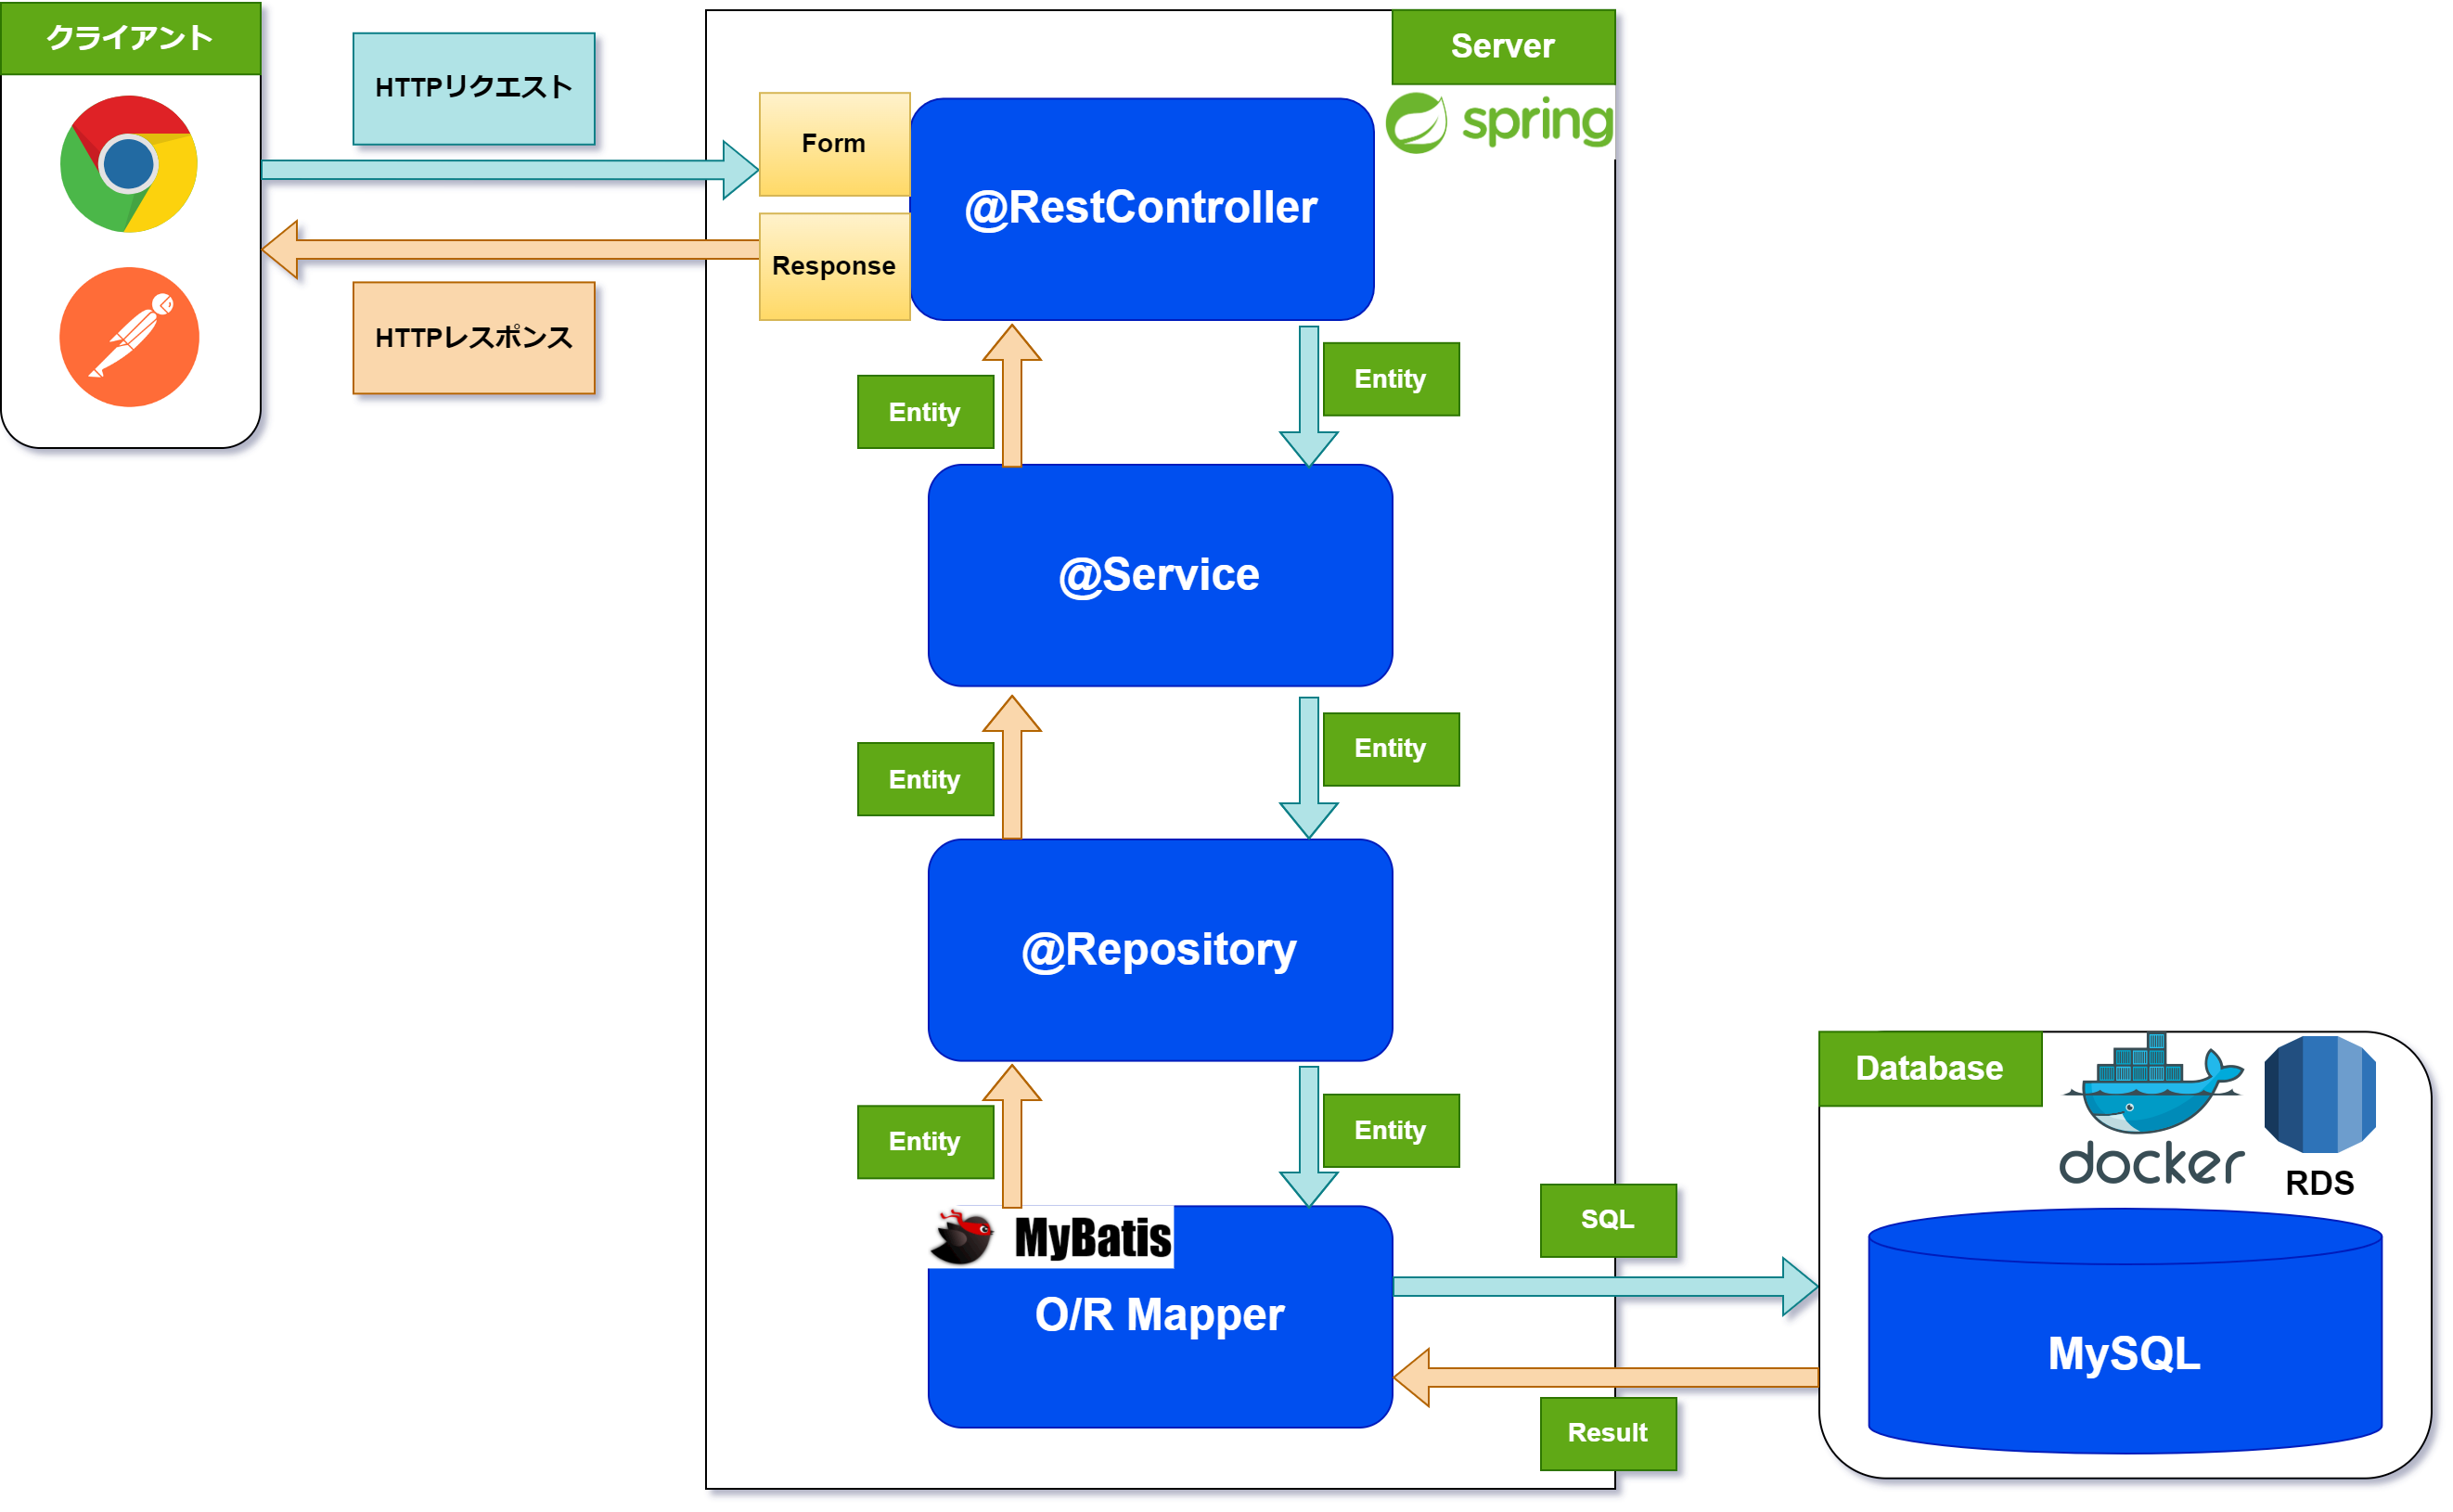 クライアント
HTTPリクエスト
HTTPレスポンス
Server
spring
Form
Response
@RestController
Entity
Entity
@Service
Entity
Entity
@Repository
Entity
Entity
MyBatis
O/R Mapper
SQL
Result
Database
docker
RDS
MySQL